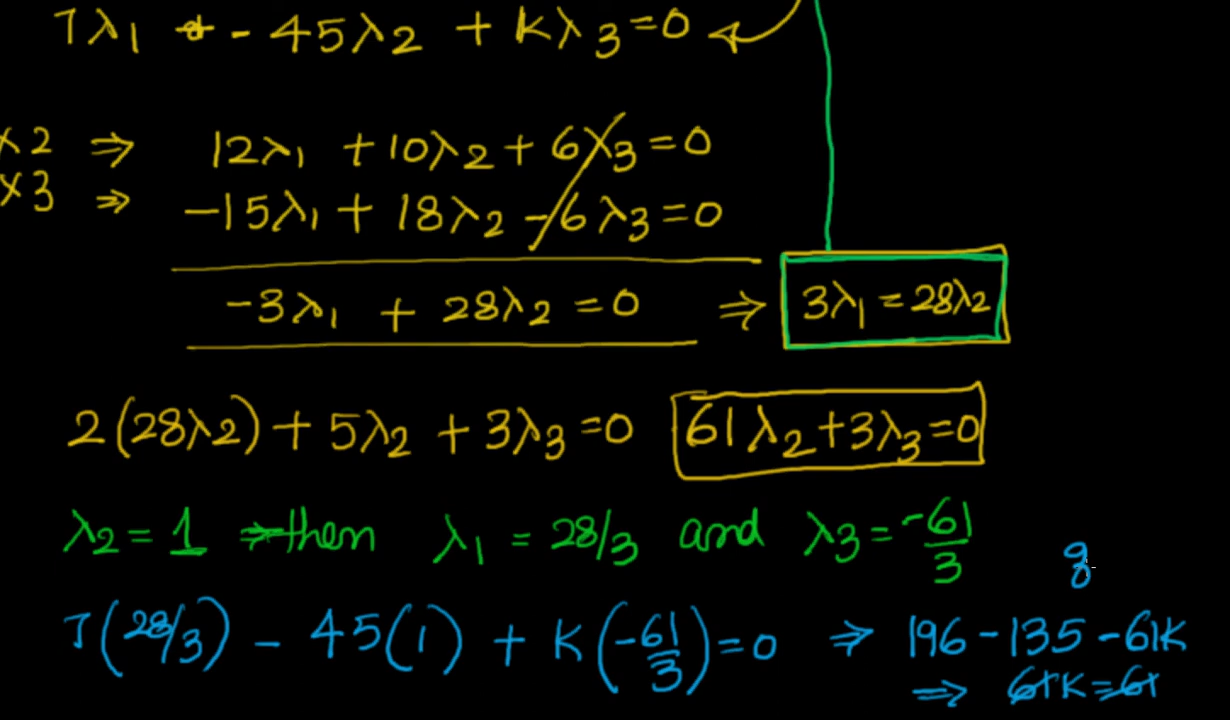 7λ1 - 45λ2 + Kλ3 = 0
×2 ⇒ 12λ1 + 10λ2 + 6λ3 = 0
×3 ⇒ -15λ1 + 18λ2 - 6λ3 = 0
-3λ1 + 28λ2 = 0 ⇒ 3λ1 = 28λ2
2(28λ2) + 5λ2 + 3λ3 = 0 61λ2 + 3λ3 = 0
λ2 = 1 ⇒ then λ1 = 28/3 and λ3 = -61/3
7(28/3) - 45(1) + K(-61/3) = 0 ⇒ 196 - 135 - 61K
⇒ 61K = 61